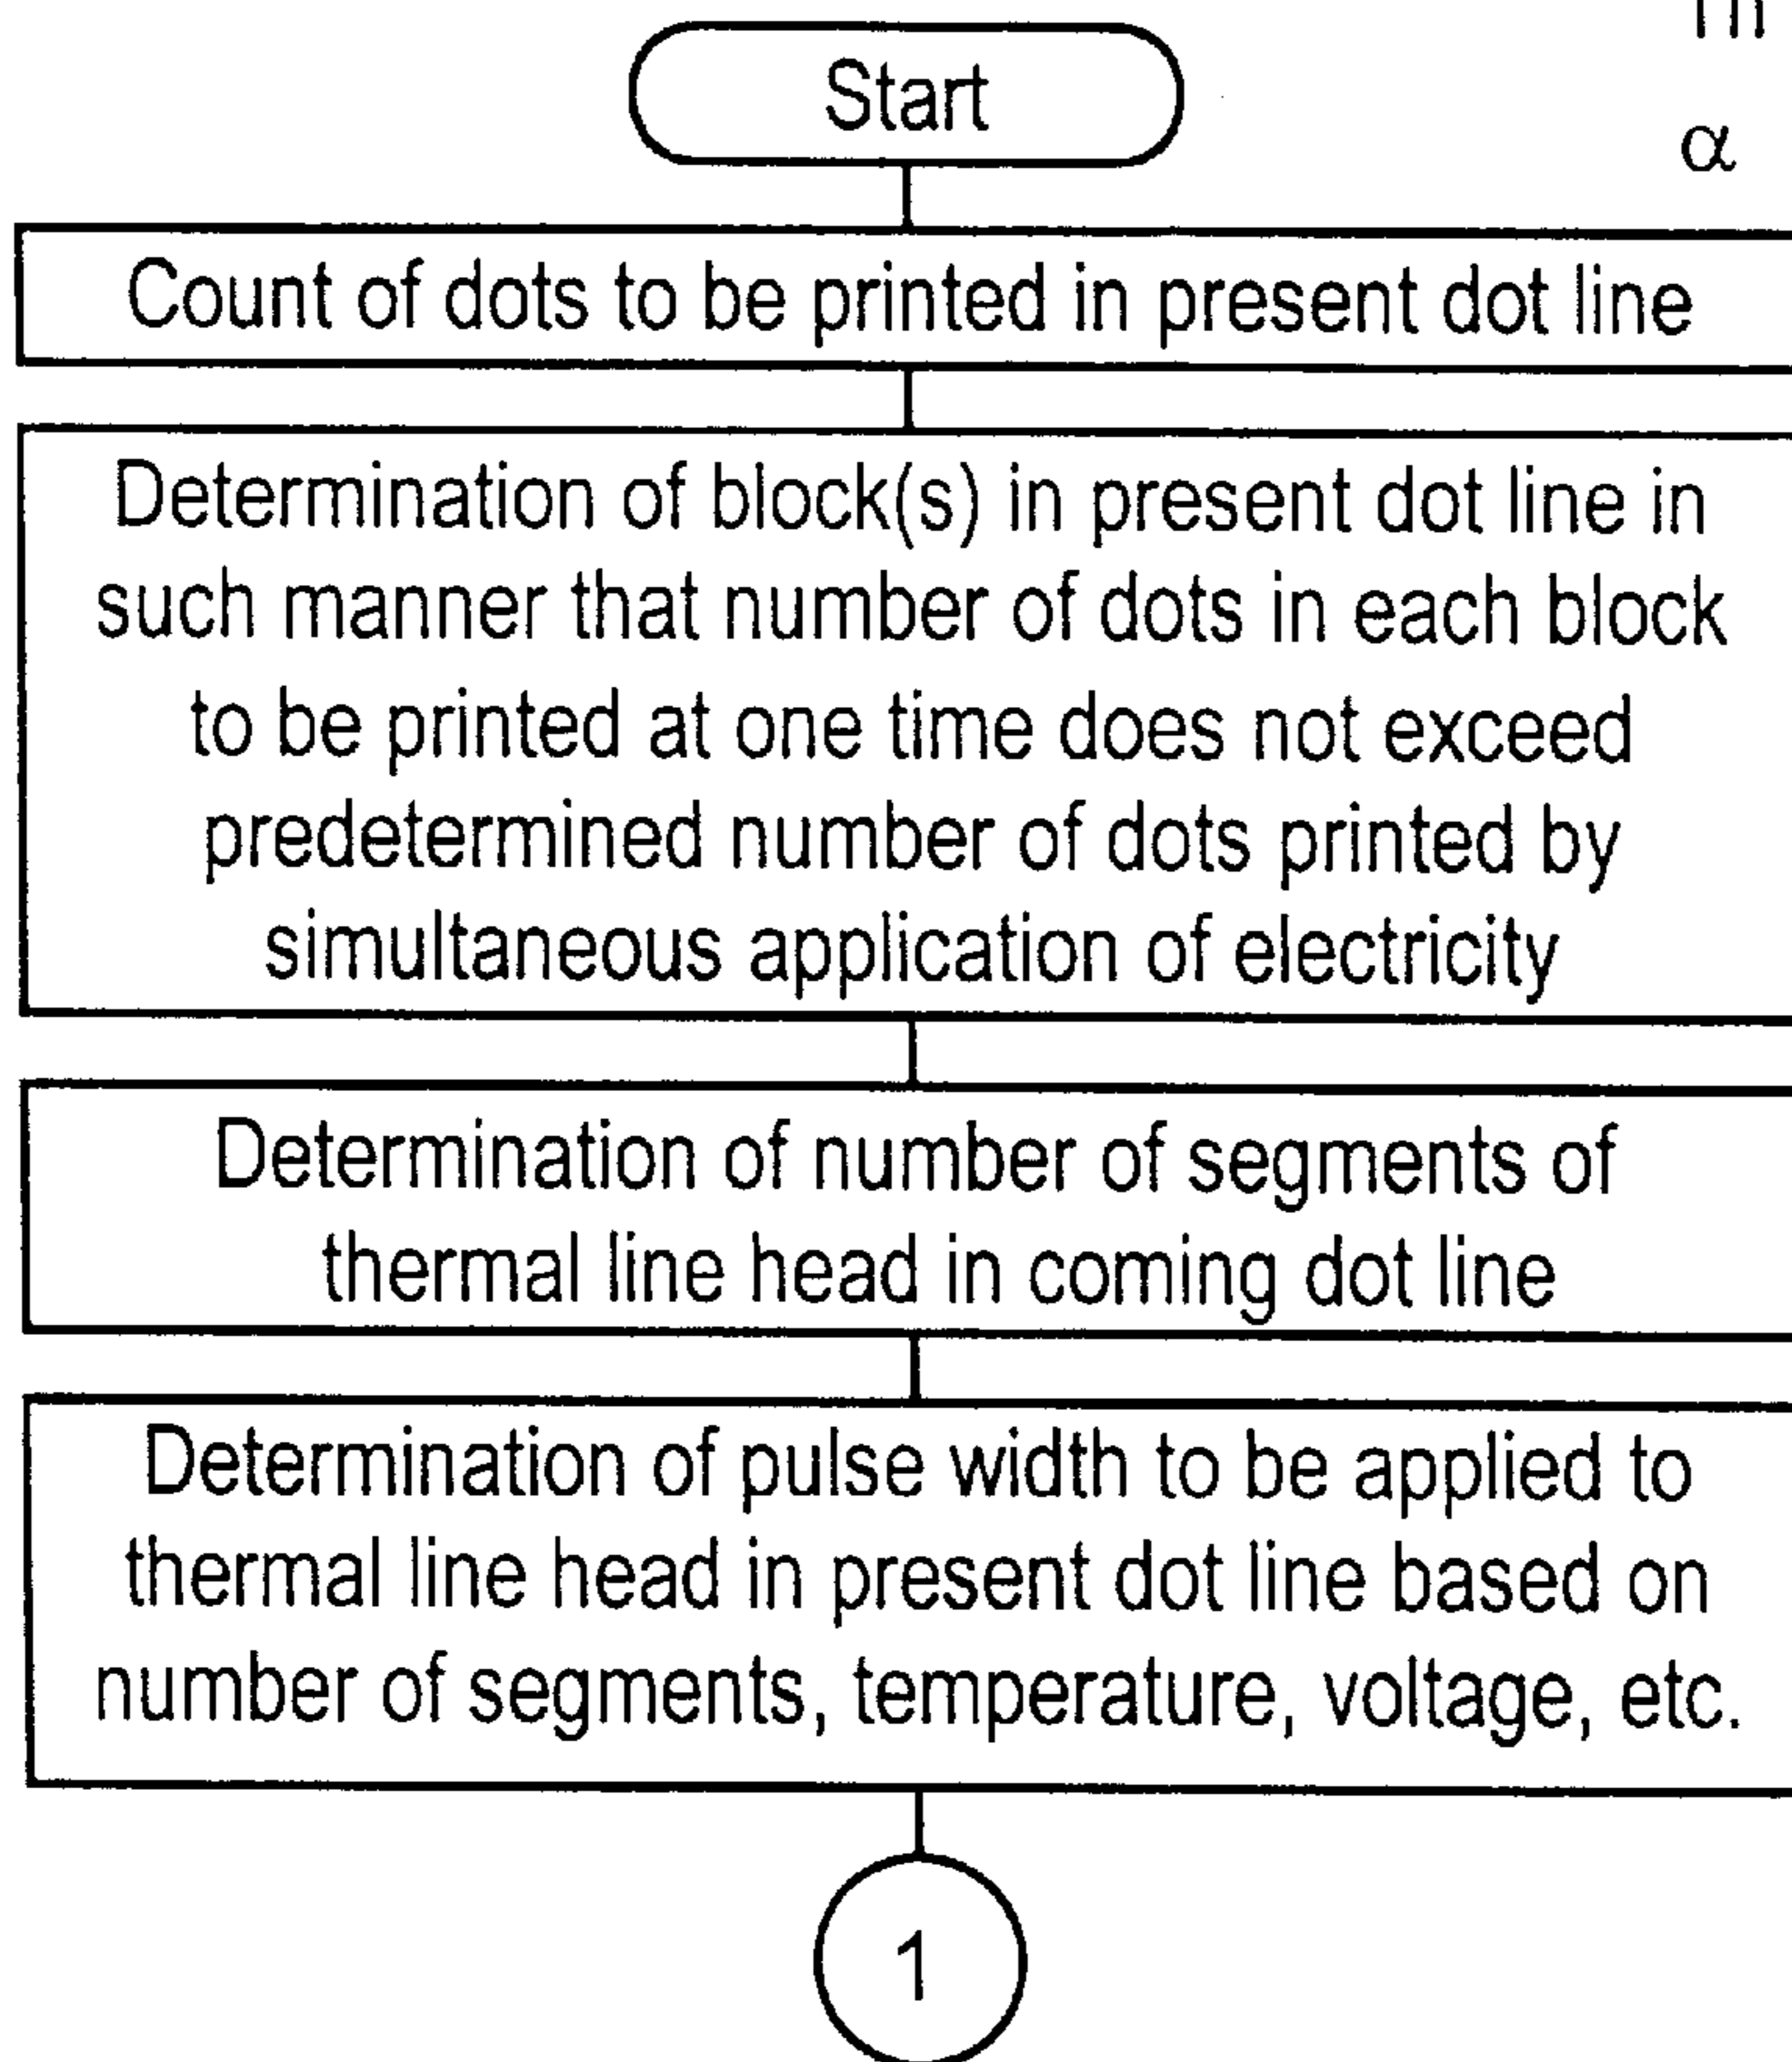 Start
α
Count of dots to be printed in present dot line
Determination of block(s) in present dot line in
such manner that number of dots in each block
to be printed at one time does not exceed
predetermined number of dots printed by
simultaneous application of electricity
Determination of number of segments of
thermal line head in coming dot line
Determination of pulse width to be applied to
thermal line head in present dot line based on
number of segments, temperature, voltage, etc.
1